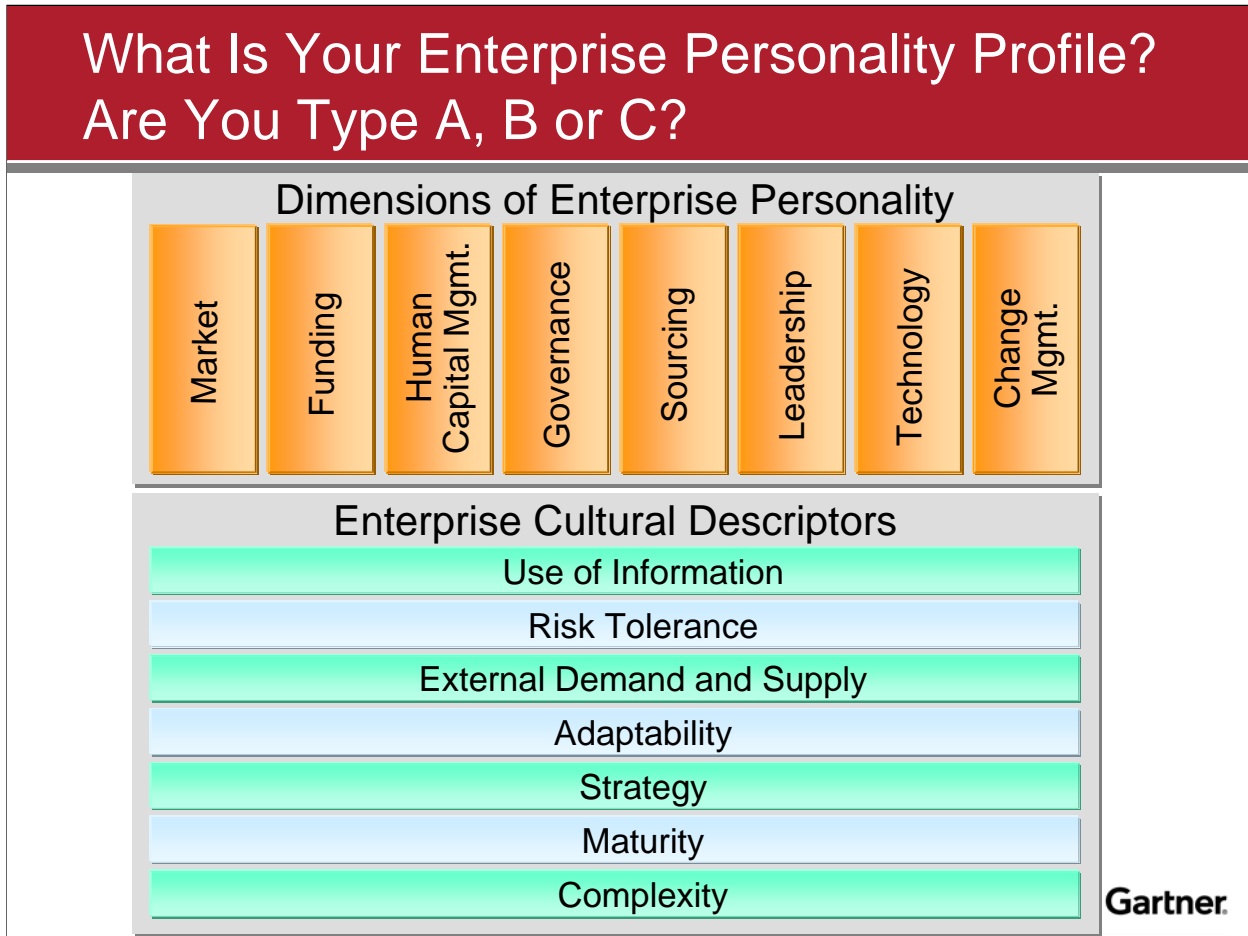 What Is Your Enterprise Personality Profile?
Are You Type A, B or C?
Dimensions of Enterprise Personality
Market
Funding
Human
Capital Mgmt.
Governance
Sourcing
Leadership
Technology
Change
Mgmt.
Enterprise Cultural Descriptors
Use of Information
Risk Tolerance
External Demand and Supply
Adaptability
Strategy
Maturity
Complexity
Gartner.